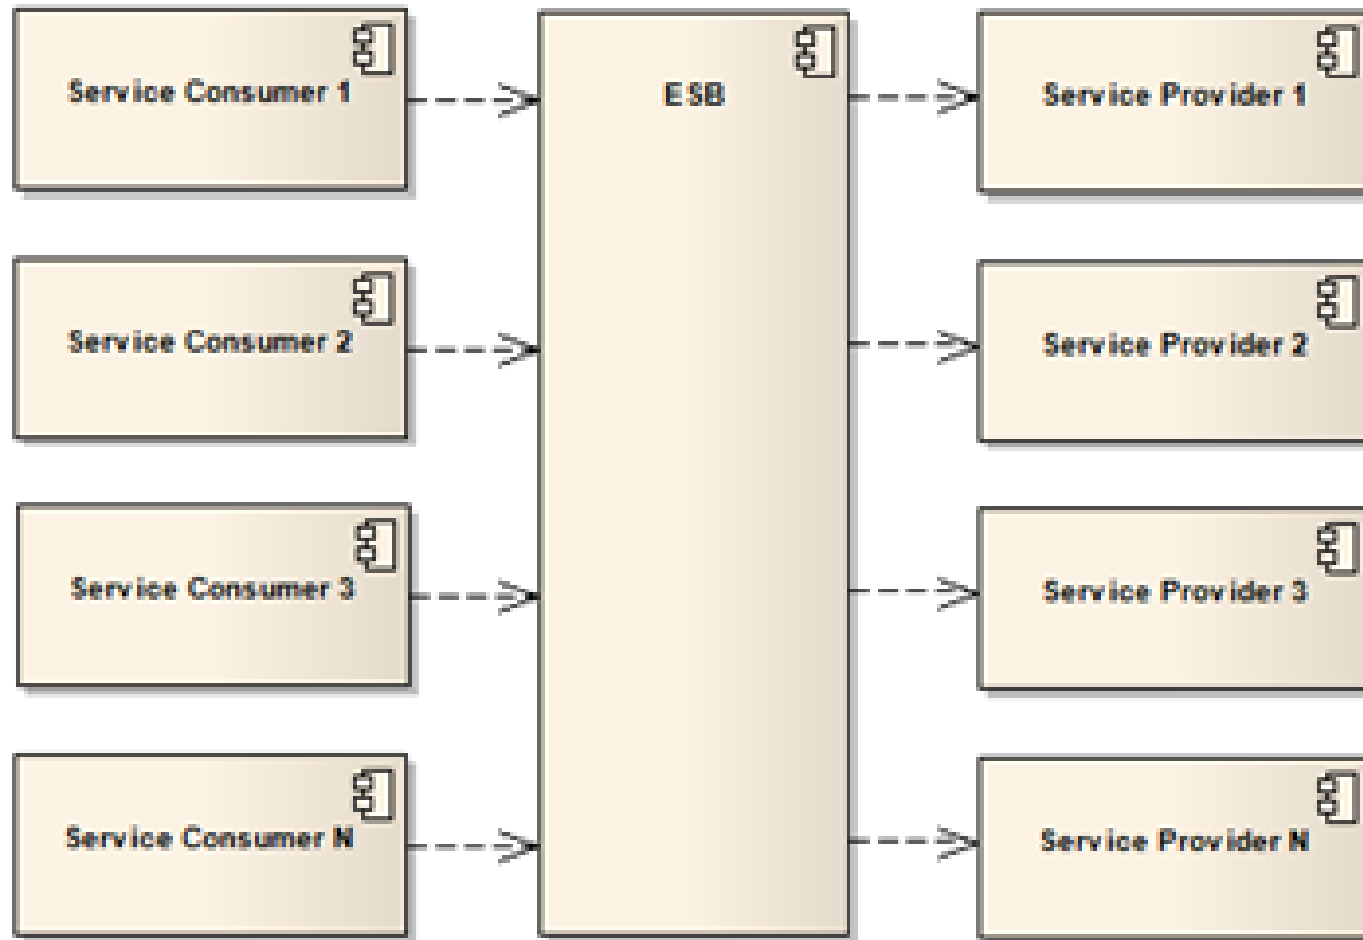 Service Consumer 1
ESB
Service Provider 1
Service Consumer 2
Service Provider 2
Service Consumer 3
Service Provider 3
Service Consumer N
Service Provider N